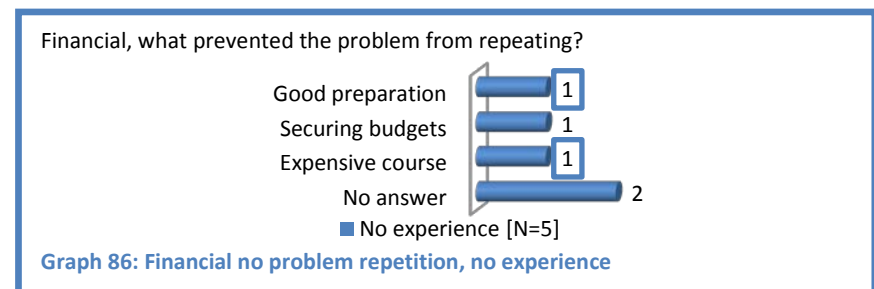 Financial, what prevented the problem from repeating?
Good preparation 1
Securing budgets 1
Expensive course 1
No answer 2
No experience [N=5]
Graph 86: Financial no problem repetition, no experience